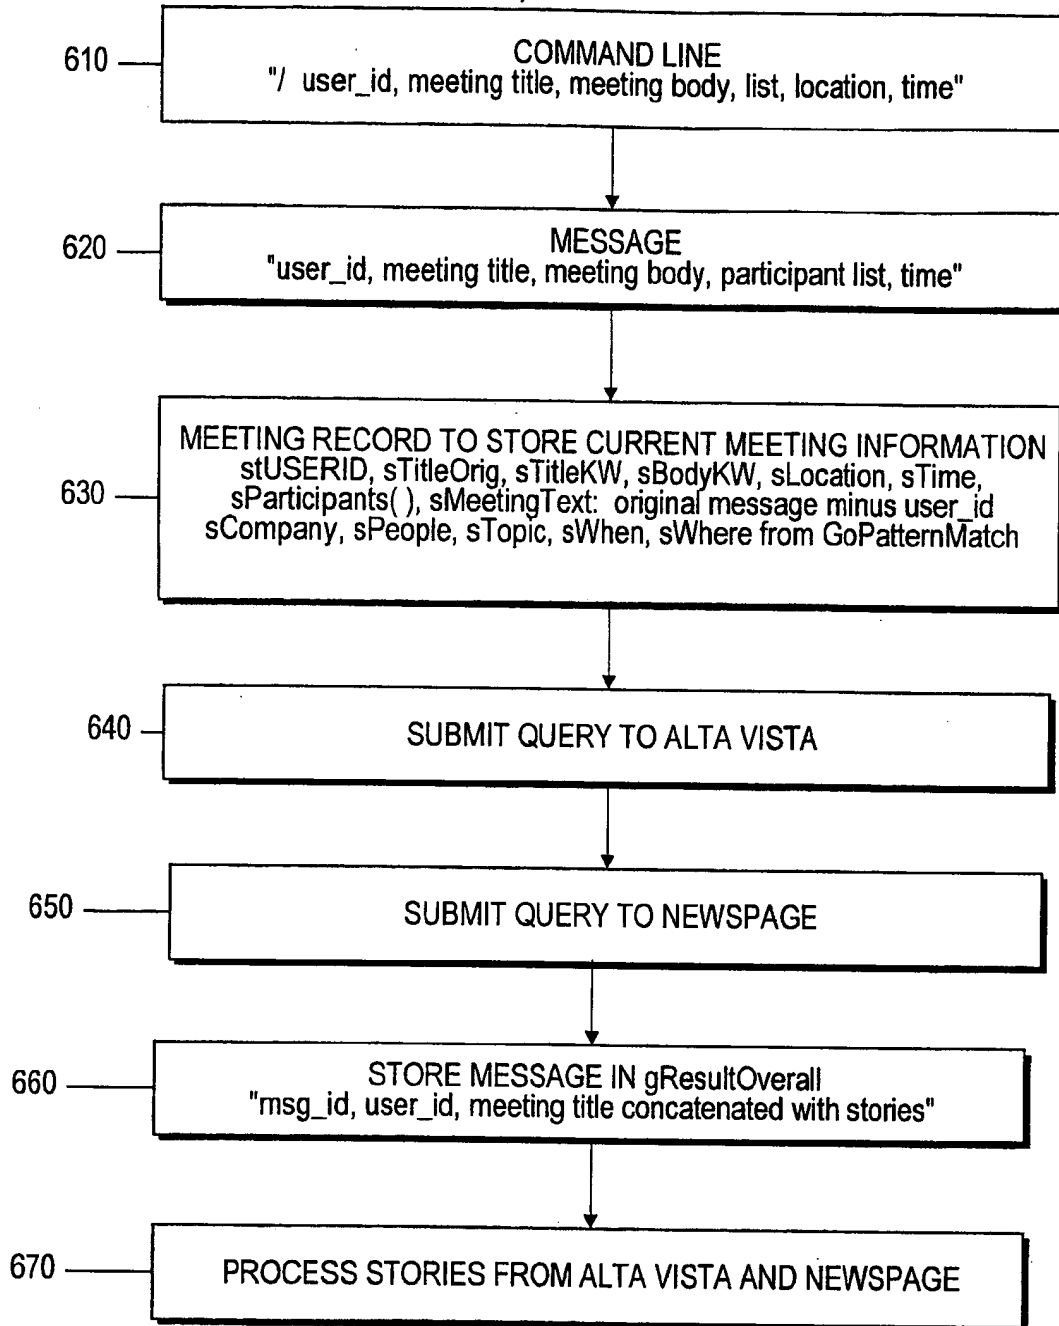 610
COMMAND LINE
"/ user_id, meeting title, meeting body, list, location, time"
620
MESSAGE
"user_id, meeting title, meeting body, participant list, time"
630
MEETING RECORD TO STORE CURRENT MEETING INFORMATION
stUSERID, sTitleOrig, sTitleKW, sBodyKW, sLocation, sTime,
sParticipants( ), sMeetingText: original message minus user_id
sCompany, sPeople, sTopic, sWhen, sWhere from GoPatternMatch
640
SUBMIT QUERY TO ALTA VISTA
650
SUBMIT QUERY TO NEWSPAGE
660
STORE MESSAGE IN gResultOverall
"msg_id, user_id, meeting title concatenated with stories"
670
PROCESS STORIES FROM ALTA VISTA AND NEWSPAGE